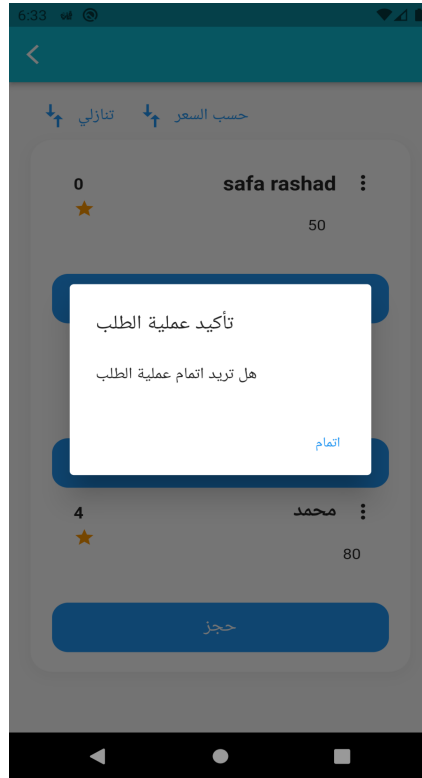 6:33
حسب السعر
تنازلي
safa rashad
0
50
تأكيد عملية الطلب
هل تريد اتمام عملية الطلب
اتمام
محمد
4
80
حجز